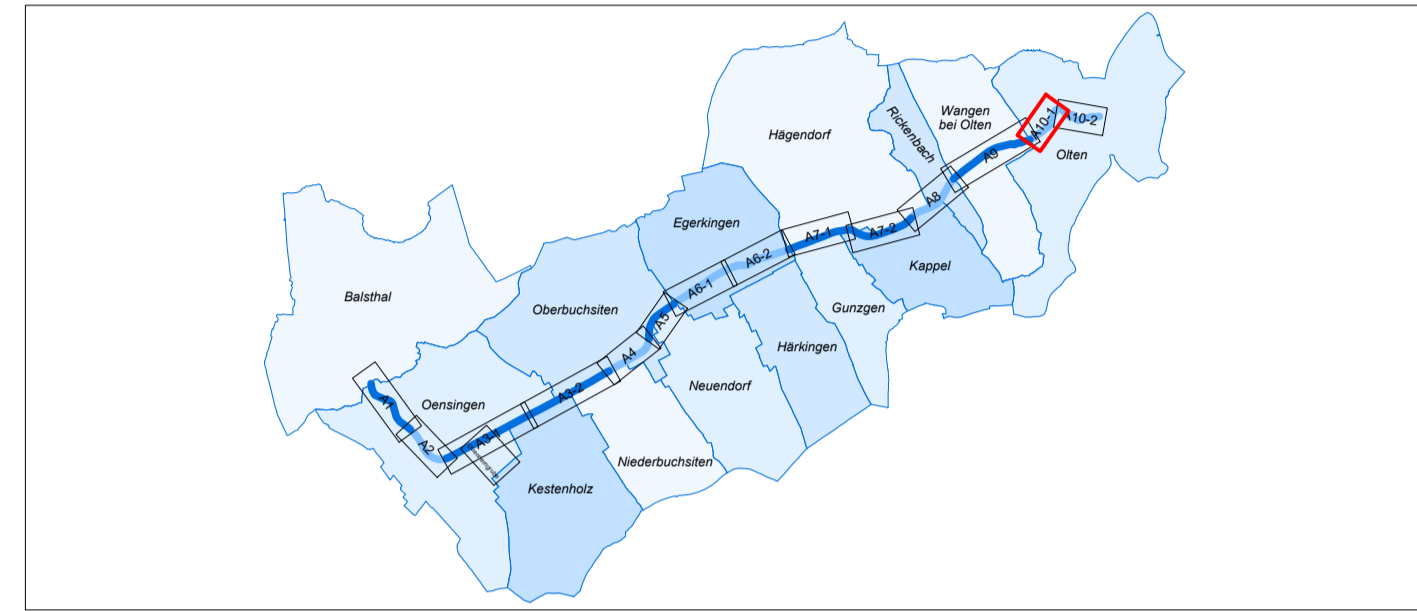 Wangen
bei Olten
Rickenbach
Hägendorf
A10-1
A10-2
Olten
A9
A8
Egerkingen
A7-1
A7-2
A6-2
Kappel
A6-1
Balsthal
Oberbuchsiten
Gunzgen
A5
Härkingen
A4
Neuendorf
A3-2
A1
Oensingen
A2
A3-1
Niederbuchsiten
Kestenholz